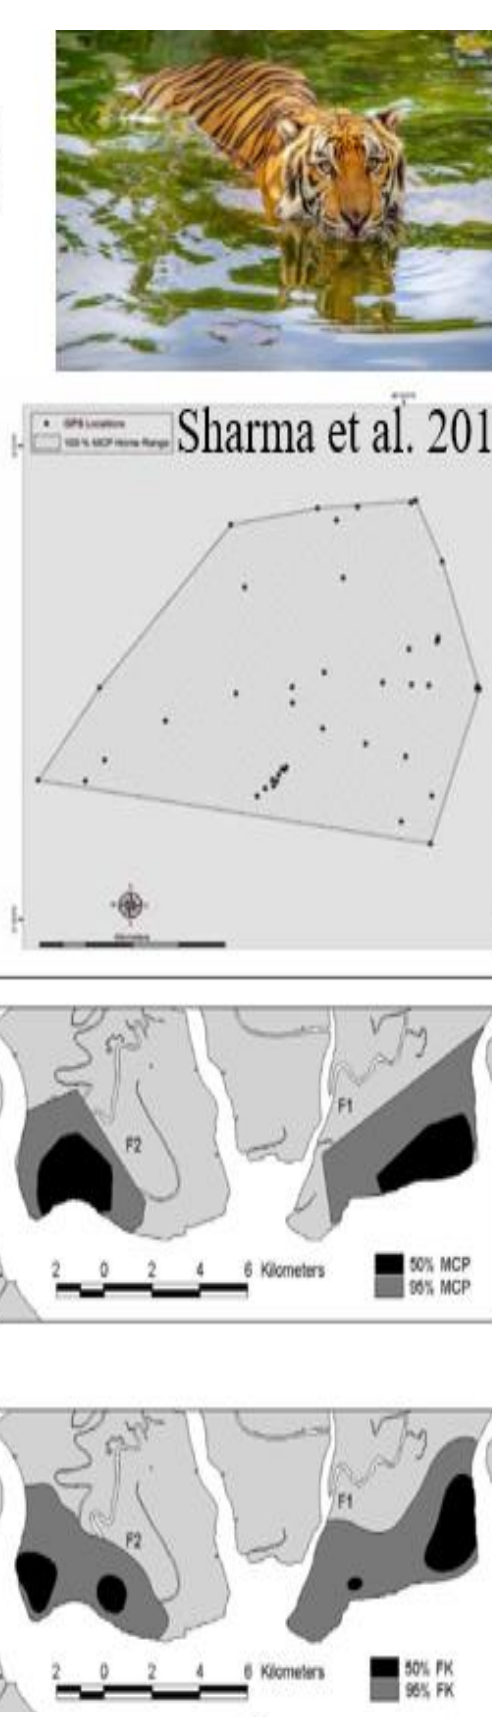 GPS Locations
100 % MCP Home Range
Sharma et al. 201
Kilometers
F2
F1
2 0 2 4 6 Kilometers
50% MCP
95% MCP
F2
F1
2 0 2 4 6 Kilometers
50% FK
95% FK